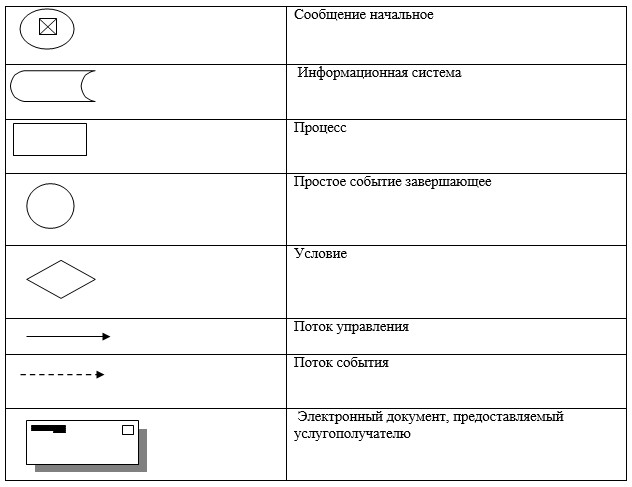 Сообщение начальное
Информационная система
Процесс
Простое событие завершающее
Условие
Поток управления
Поток события
Электронный документ, предоставляемый
услугополучателю